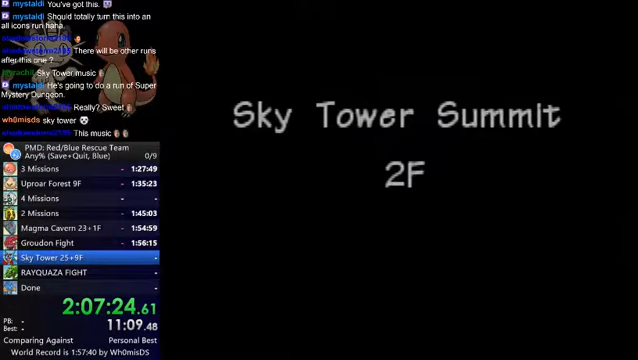 mystaldi You've got this.
mystaldi Should totally turn this into an
all icons run haha
There will be other runs
after this one ?
Sky Tower music
mystaldi He's going to do a run of Super
Mystery Dungeon.
Really? Sweet
wh0misds sky tower
This music
PMD: Red/Blue Rescue Team
Any% (Save+Quit, Blue) 0/9
3 Missions - 1:27:49
Uproar Forest 9F - 1:35:23
4 Missions - -
2 Missions - 1:45:03
Magma Cavern 23+1F - 1:54:59
Groudon Fight - 1:56:15
Sky Tower 25+9F -
RAYQUAZA FIGHT -
Done -
2:07:24.61
PB: -
Best: -
11:09.48
Comparing Against Personal Best
World Record is 1:57:40 by Wh0misDS
Sky Tower Summit
2F